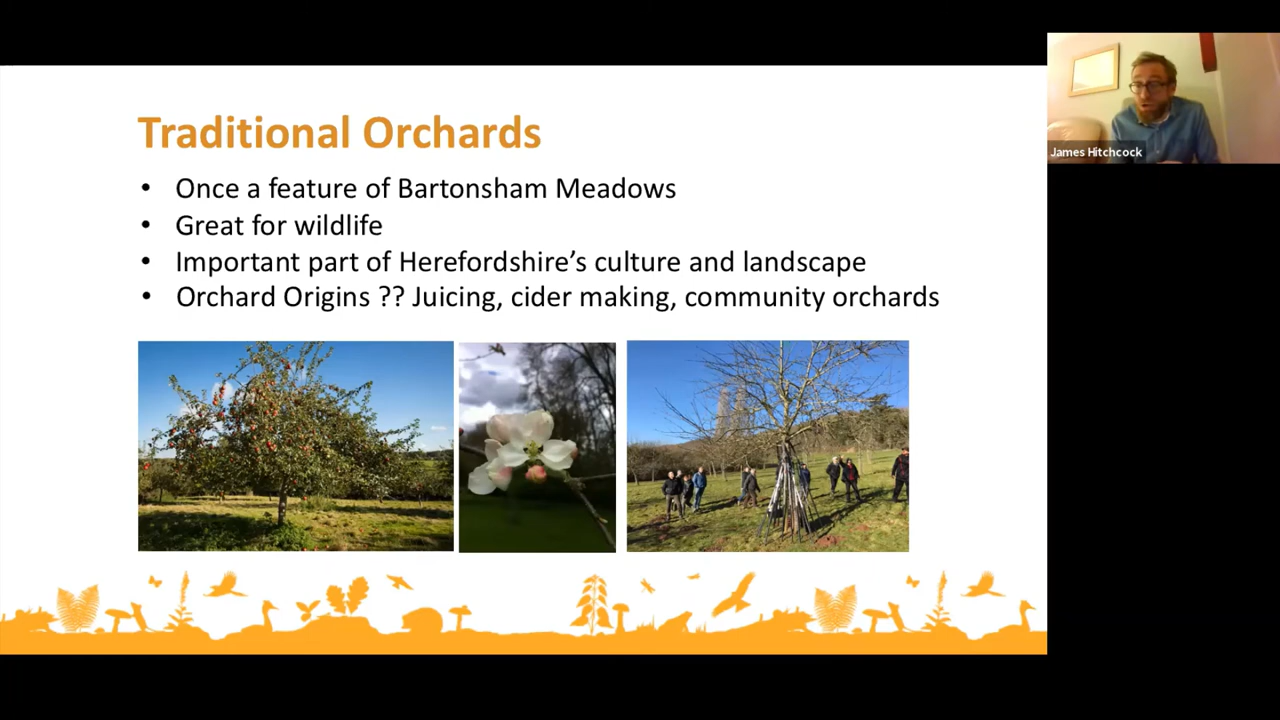 Traditional Orchards
• Once a feature of Bartonsham Meadows
• Great for wildlife
• Important part of Herefordshire’s culture and landscape
• Orchard Origins ?? Juicing, cider making, community orchards
James Hitchcock